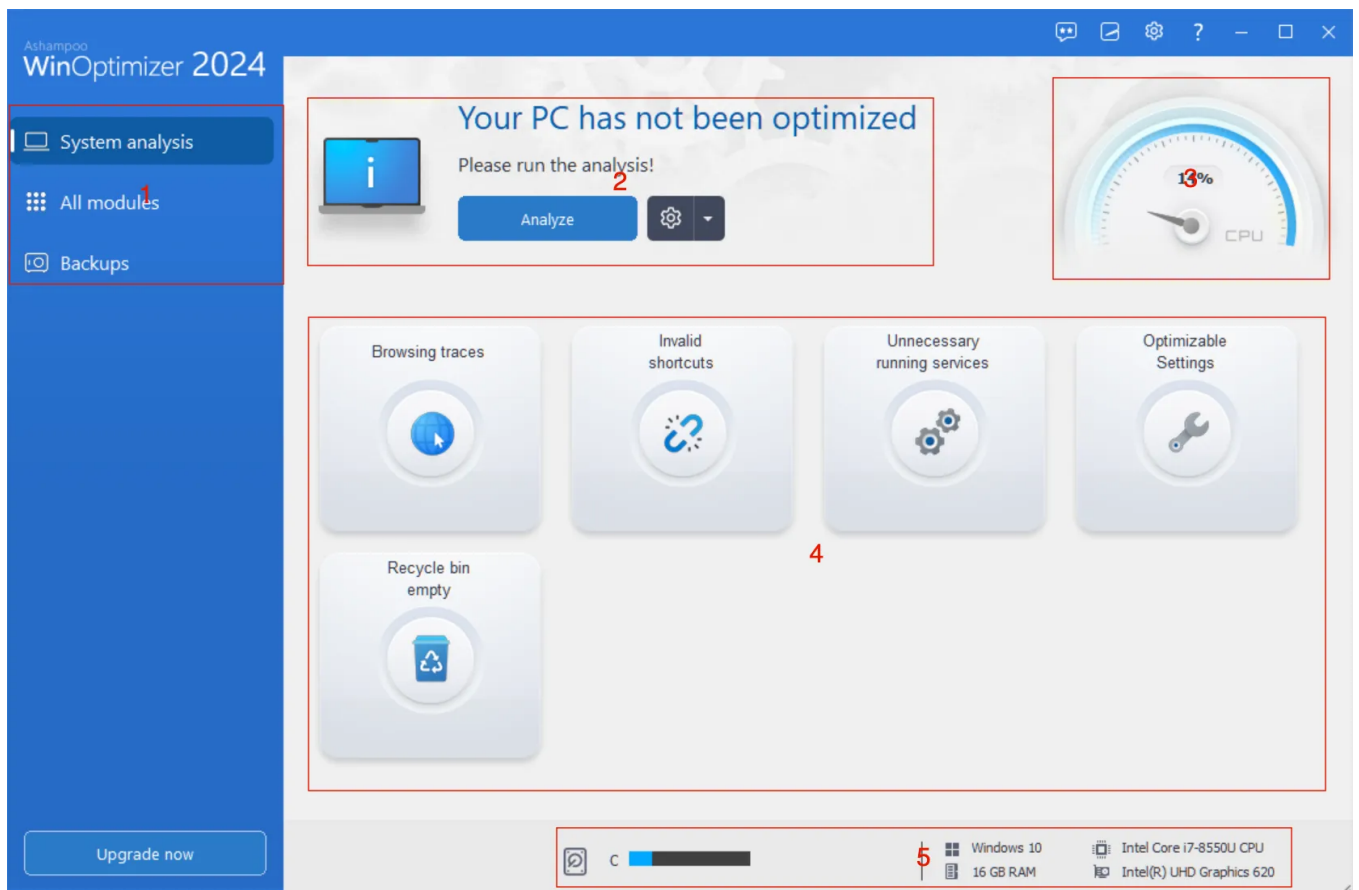 Ashampoo
WinOptimizer 2024
?
System analysis
1
All modules
Backups
Your PC has not been optimized
Please run the analysis!
2
Analyze
3
CPU
Browsing traces
Invalid
shortcuts
Unnecessary
running services
Optimizable
Settings
4
Recycle bin
empty
Upgrade now
C
5
Windows 10
16 GB RAM
Intel Core i7-8550U CPU
Intel(R) UHD Graphics 620